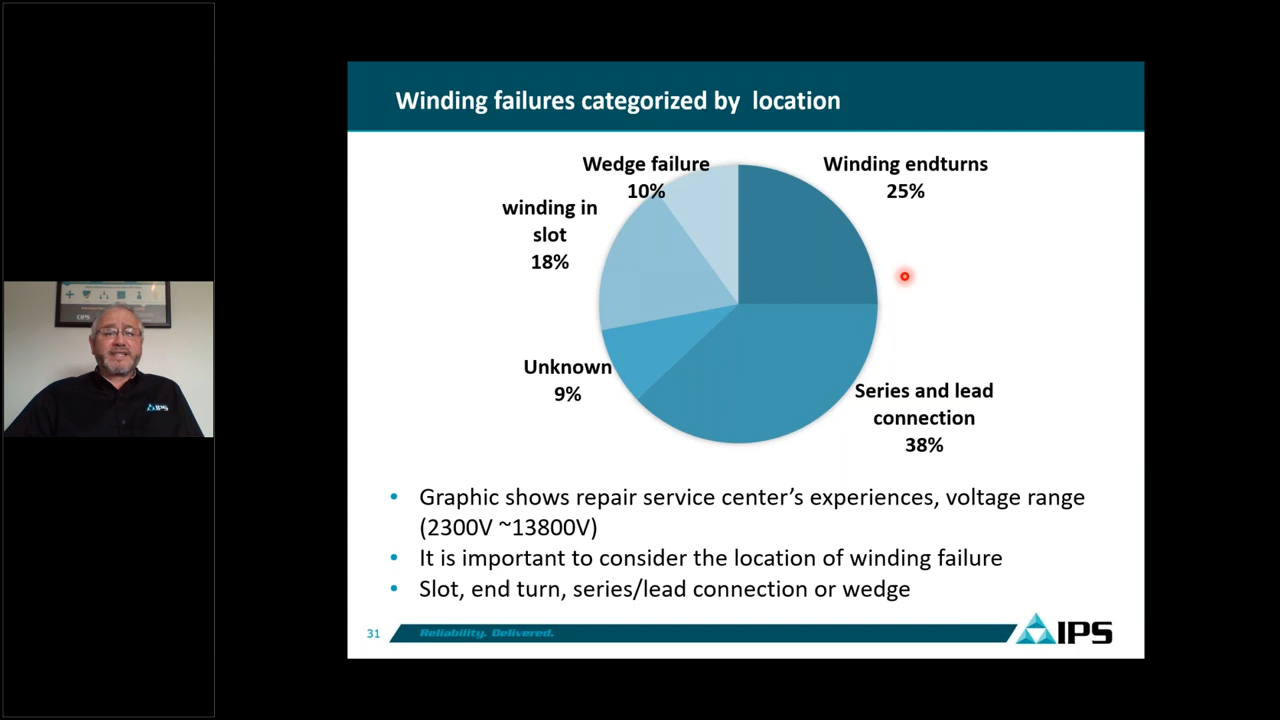 Winding failures categorized by location
Wedge failure
10%
Winding endturns
25%
winding in
slot
18%
Unknown
9%
Series and lead
connection
38%
• Graphic shows repair service center’s experiences, voltage range
(2300V ~13800V)
• It is important to consider the location of winding failure
• Slot, end turn, series/lead connection or wedge
31
Reliability. Delivered.
IPS
IPS
IPS